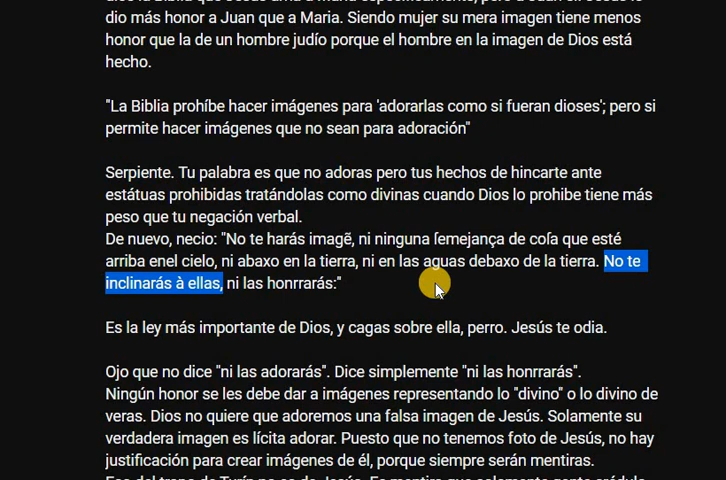 dio más honor a Juan que a Maria. Siendo mujer su mera imagen tiene menos
honor que la de un hombre judío porque el hombre en la imagen de Dios está
hecho.
"La Biblia prohíbe hacer imágenes para 'adorarlas como si fueran dioses'; pero si
permite hacer imágenes que no sean para adoración"
Serpiente. Tu palabra es que no adoras pero tus hechos de hincarte ante
estátuas prohibidas tratándolas como divinas cuando Dios lo prohibe tiene más
peso que tu negación verbal.
De nuevo, necio: "No te harás imagẽ, ni ninguna ſemejança de coſa que esté
arriba enel cielo, ni abaxo en la tierra, ni en las aguas debaxo de la tierra. No te
inclinarás à ellas, ni las honrrarás:"
Es la ley más importante de Dios, y cagas sobre ella, perro. Jesús te odia.
Ojo que no dice "ni las adorarás". Dice simplemente "ni las honrrarás".
Ningún honor se les debe dar a imágenes representando lo "divino" o lo divino de
veras. Dios no quiere que adoremos una falsa imagen de Jesús. Solamente su
verdadera imagen es lícita adorar. Puesto que no tenemos foto de Jesús, no hay
justificación para crear imágenes de él, porque siempre serán mentiras.